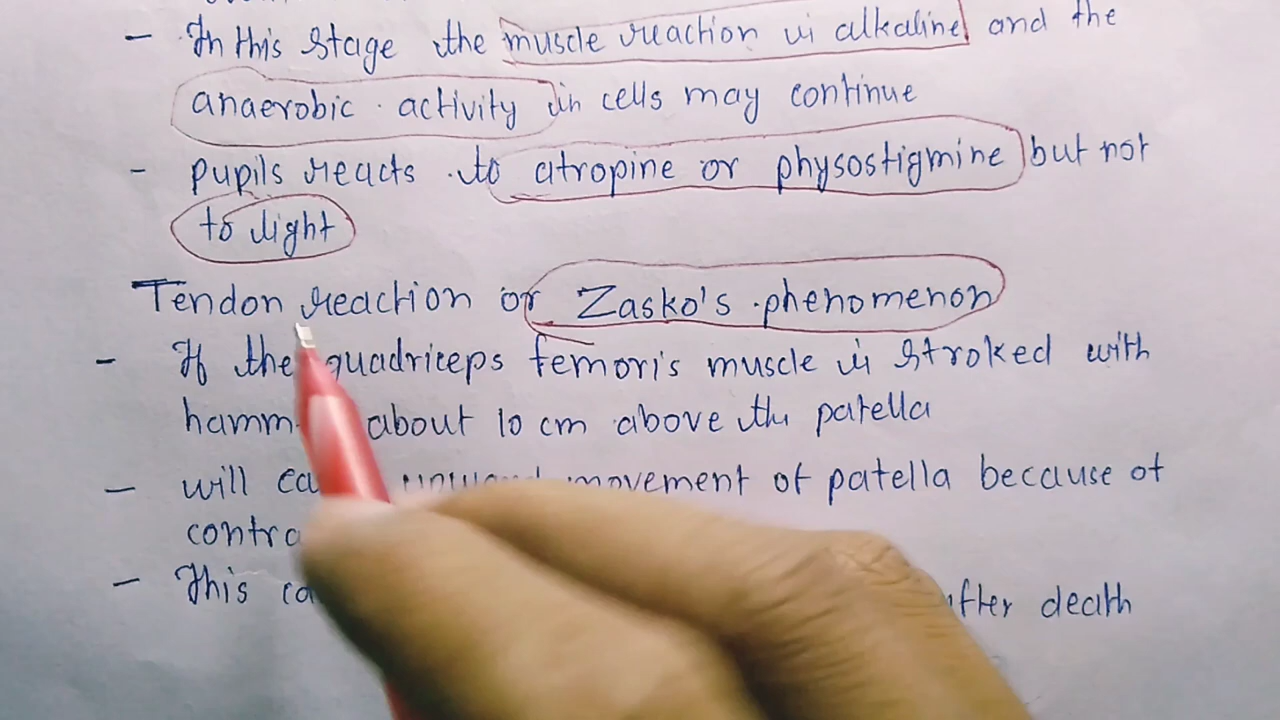 - In this stage the muscle reaction is alkaline and the
anaerobic activity in cells may continue
- pupils reacts to atropine or physostigmine but not
to light
Tendon reaction or Zasko's phenomenon
- If the quadriceps femoris muscle is stroked with
about 10 cm above the patella
- will movement of patella because of
- This after death